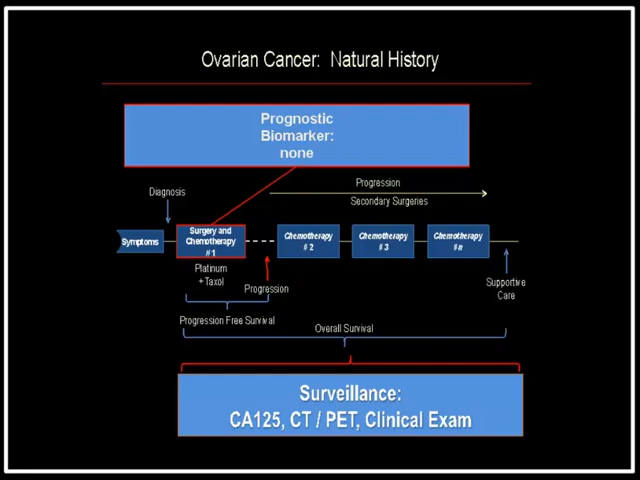 Ovarian Cancer: Natural History
Prognostic
Biomarker:
none
Progression
Secondary Surgeries
Diagnosis
Symptoms
Surgery and
Chemotherapy
# 1
Chemotherapy
# 2
Chemotherapy
# 3
Chemotherapy
# n
Platinum
+ Taxol
Progression
Supportive
Care
Progression Free Survival
Overall Survival
Surveillance:
CA125, CT / PET, Clinical Exam